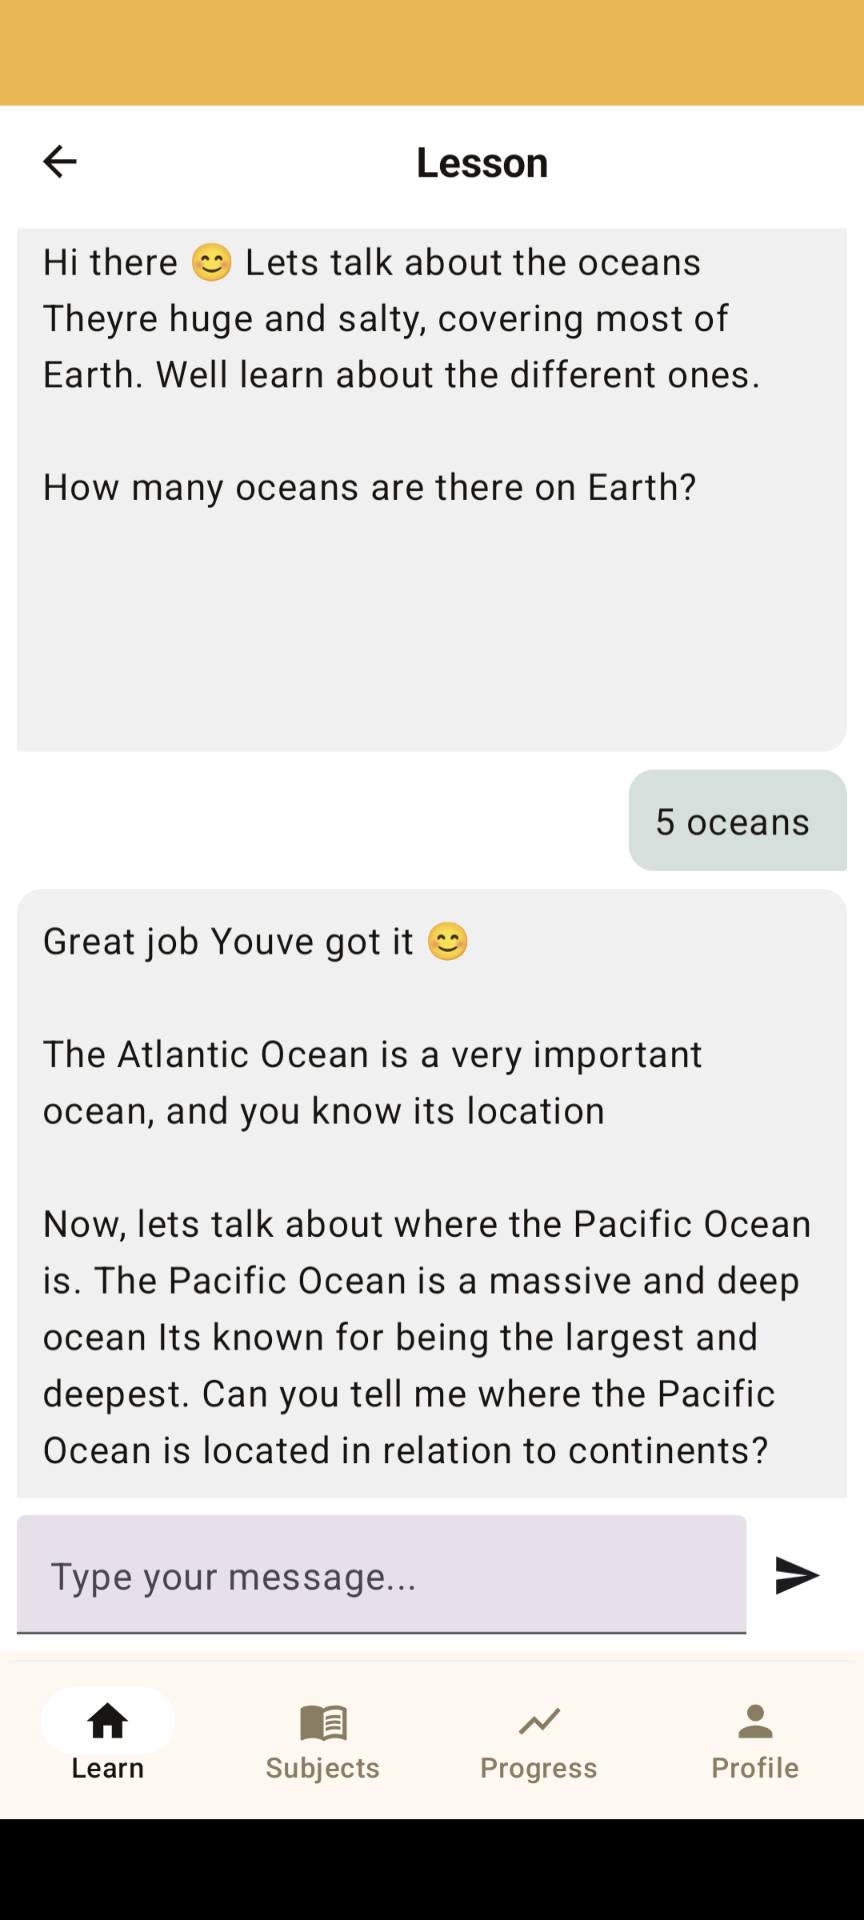 Lesson
Hi there 😊 Lets talk about the oceans
Theyre huge and salty, covering most of
Earth. Well learn about the different ones.
How many oceans are there on Earth?
5 oceans
Great job Youve got it 😊
The Atlantic Ocean is a very important
ocean, and you know its location
Now, lets talk about where the Pacific Ocean
is. The Pacific Ocean is a massive and deep
ocean Its known for being the largest and
deepest. Can you tell me where the Pacific
Ocean is located in relation to continents?
Type your message...
Learn
Subjects
Progress
Profile